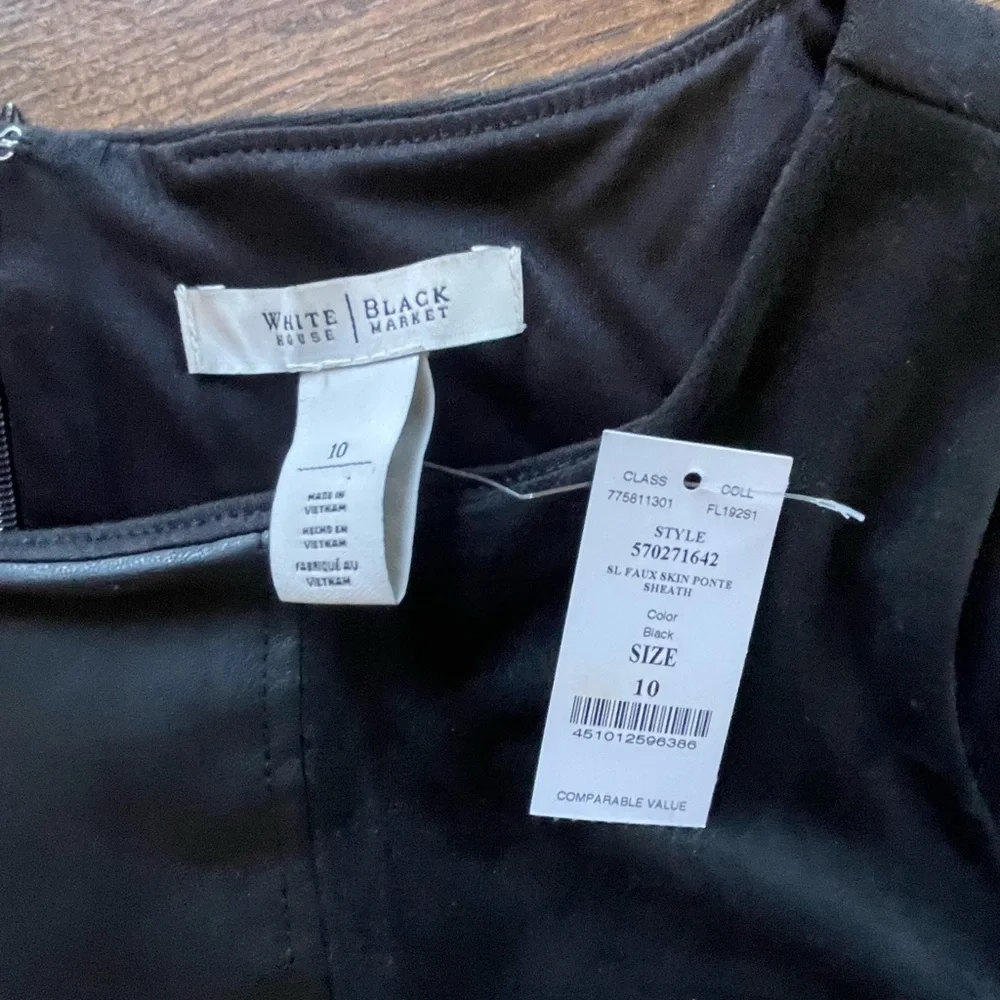 WHITE | BLACK
HOUSE | MARKET
10
MADE IN
VIETNAM
HECHO EN
VIETNAM
FABRIQUÉ AU
VIETNAM
CLASS
775811301
COLL
FL192S1
STYLE
570271642
SL FAUX SKIN PONTE
SHEATH
Color
Black
SIZE
10
451012596386
COMPARABLE VALUE